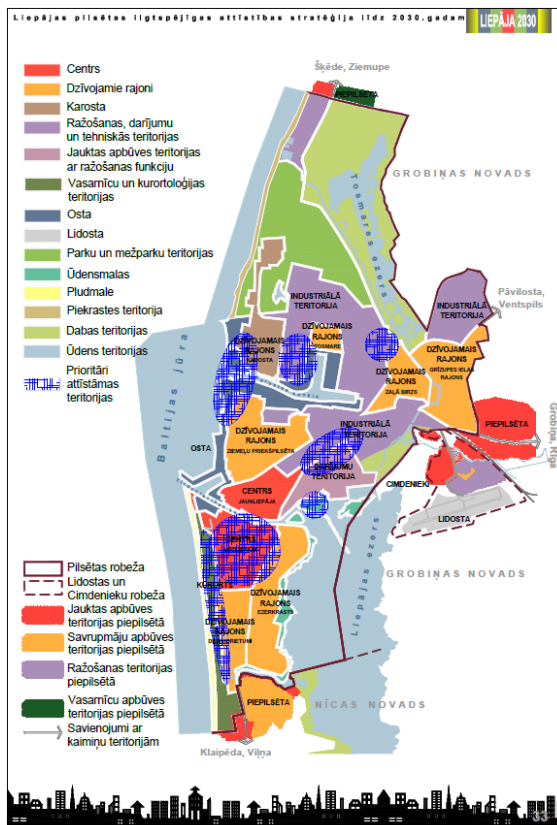 Liepājas pilsētas ilgtspējīgas attīstības stratēģija līdz 2030.gadam
LIEPĀJA 2030
Centrs
Dzīvojamie rajoni
Karosta
Ražošanas, darījumu
un tehniskās teritorijas
Jauktas apbūves teritorijas
ar ražošanas funkciju
Vasarnīcu un kurortoloģijas
teritorijas
Osta
Lidosta
Parku un mežparku teritorijas
Ūdensmalas
Pludmale
Piekrastes teritorija
Dabas teritorijas
Ūdens teritorijas
Prioritāri
attīstāmas
teritorijas
Šķēde, Ziemupe
PIEPILSĒTA
GROBIŅAS NOVADS
Tosmares ezers
Pāvilosta,
Ventspils
INDUSTRIĀLĀ
TERITORIJA
INDUSTRIĀLĀ
TERITORIJA
DZĪVOJAMAIS
RAJONS
TOSMARE
DZĪVOJAMAIS
RAJONS
KAROSTA
DZĪVOJAMAIS
RAJONS
GRĪZUPES IELAS
RAJONS
DZĪVOJAMAIS
RAJONS
ZAĻĀ BIRZS
Baltijas jūra
PIEPILSĒTA
Grobiņa, Rīga
DZĪVOJAMAIS
RAJONS
ZIEMEĻU PRIEKŠPILSĒTA
INDUSTRIĀLĀ
TERITORIJA
OSTA
DARĪJUMU
TERITORIJA
CIMDENIEKI
CENTRS
JAUNLIEPĀJA
LIDOSTA
CENTRS
Liepājas ezers
GROBIŅAS NOVADS
KŪRORTS
DZĪVOJAMAIS
RAJONS
EZERKRASTS
DZĪVOJAMAIS
RAJONS
DIENVIDRIETUMI
PIEPILSĒTA
NĪCAS NOVADS
Klaipēda, Viļņa
Pilsētas robeža
Lidostas un
Cimdenieku robeža
Jauktas apbūves
teritorijas piepilsētā
Savrupmāju apbūves
teritorijas piepilsētā
Ražošanas teritorijas
piepilsētā
Vasarnīcu apbūves
teritorijas piepilsētā
Savienojumi ar
kaimiņu teritorijām
33